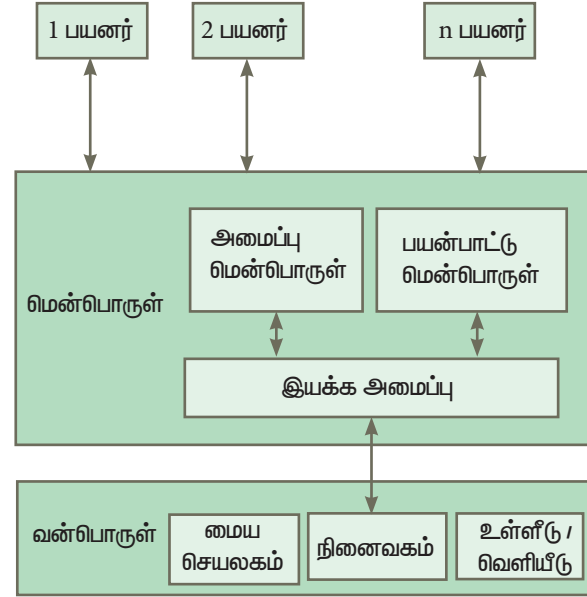 1 பயனர்
2 பயனர்
n பயனர்
அமைப்பு
மென்பொருள்
பயன்பாட்டு
மென்பொருள்
மென்பொருள்
இயக்க அமைப்பு
வன்பொருள்
மைய
செயலகம்
நினைவகம்
உள்ளீடு /
வெளியீடு